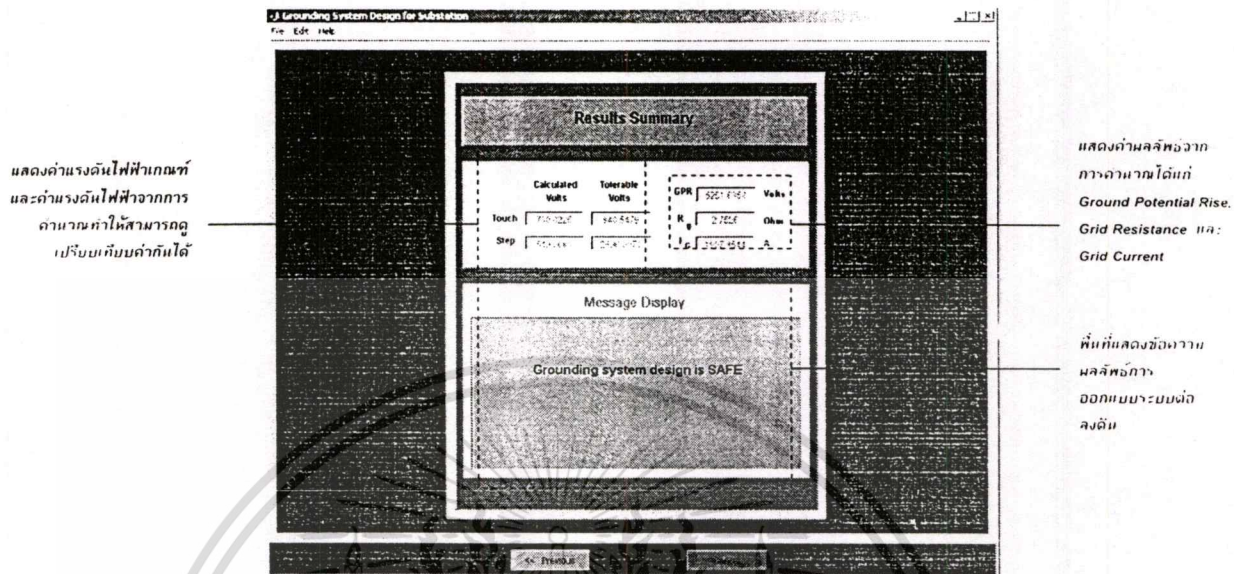 Grounding System Design for Substation
File Edit Help
Results Summary
แสดงค่าแรงดันไฟฟ้าเกณฑ์
และค่าแรงดันไฟฟ้าจากการ
คำนวณทำให้สามารถดู
เปรียบเทียบค่ากันได้
Calculated Volts
Tolerable Volts
Touch
Step
GPR Volts
Rg Ohm
A
แสดงค่าผลลัพธ์จาก
การคำนวณได้แก่
Ground Potential Rise,
Grid Resistance และ
Grid Current
Message Display
Grounding system design is SAFE
พื้นที่แสดงข้อความ
ผลลัพธ์การ
ออกแบบระบบต่อ
ลงดิน
<< Previous